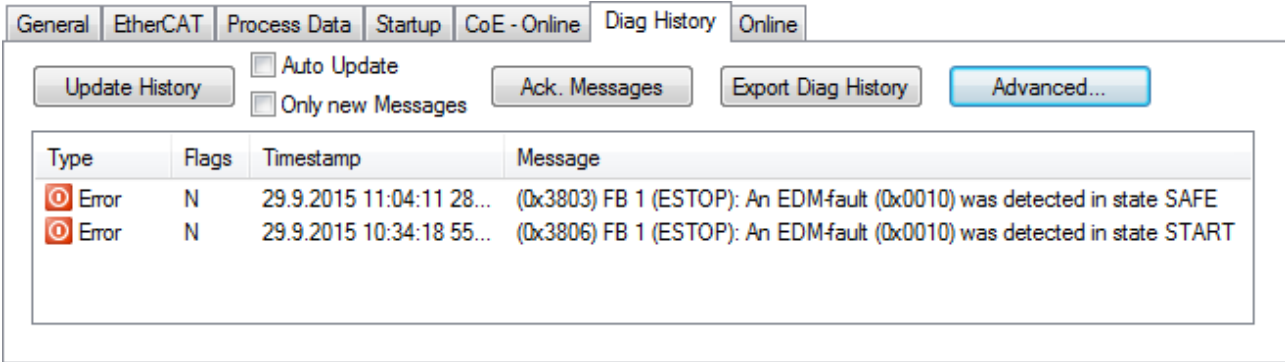 General EtherCAT Process Data Startup CoE - Online Diag History Online
Update History Auto Update Only new Messages Ack. Messages Export Diag History Advanced...
Type Flags Timestamp Message
Error N 29.9.2015 11:04:11 28... (0x3803) FB 1 (ESTOP): An EDM-fault (0x0010) was detected in state SAFE
Error N 29.9.2015 10:34:18 55... (0x3806) FB 1 (ESTOP): An EDM-fault (0x0010) was detected in state START